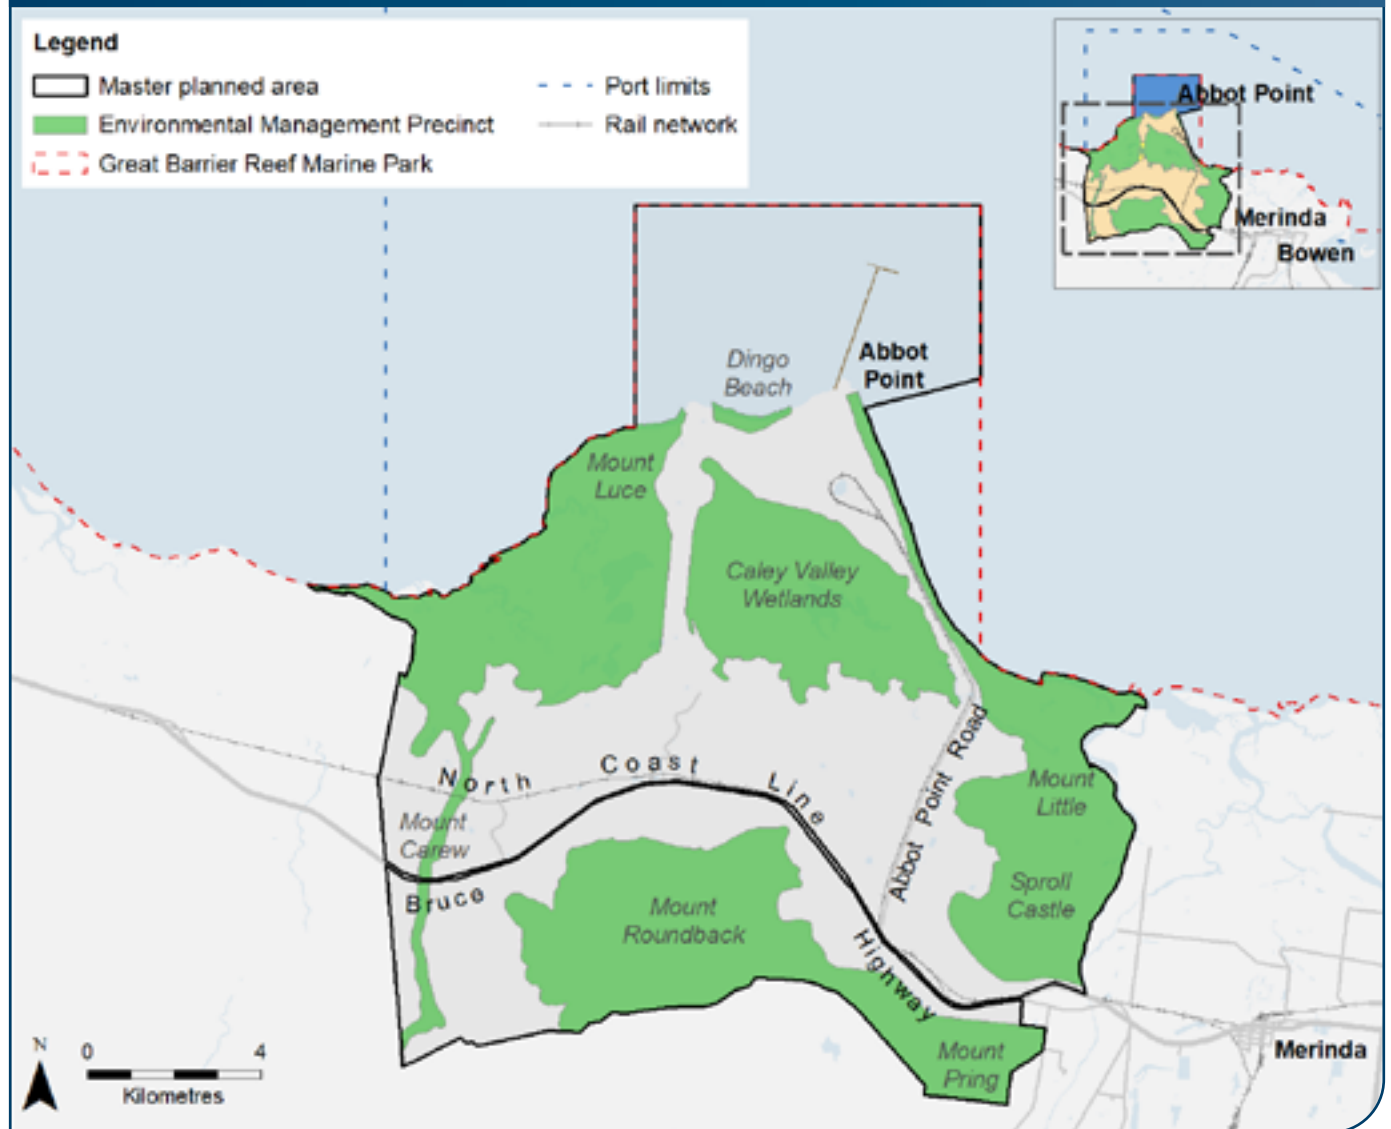 Legend
Master planned area
Environmental Management Precinct
Great Barrier Reef Marine Park
Port limits
Rail network
Abbot Point
Merinda
Bowen
Dingo
Beach
Abbot
Point
Mount
Luce
Caley Valley
Wetlands
North Coast Line
Abbot Point Road
Mount
Little
Mount
Carew
Bruce Highway
Sproll
Castle
Mount
Roundback
Mount
Pring
Merinda
N
0 4
Kilometres